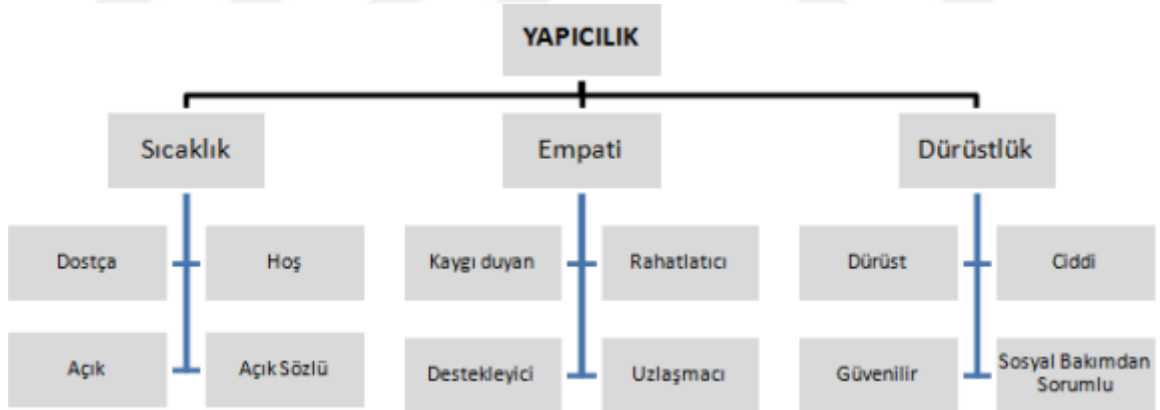 YAPICILIK
Sıcaklık
Empati
Dürüstlük
Dostça
Hoş
Kaygı duyan
Rahatlatıcı
Dürüst
Ciddi
Açık
Açık Sözlü
Destekleyici
Uzlaşmacı
Güvenilir
Sosyal Bakımdan
Sorumlu